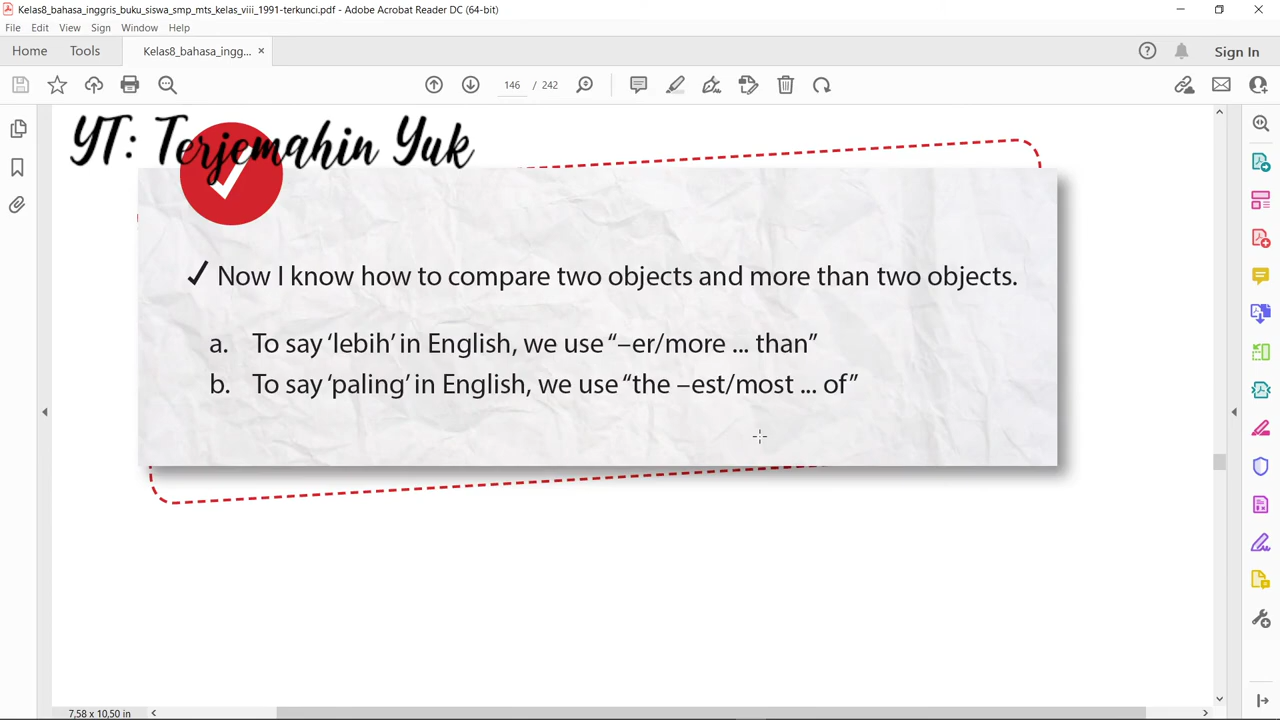 Kelas8_bahasa_inggris_buku_siswa_smp_mts_kelas_viii_1991-terkunci.pdf - Adobe Acrobat Reader DC (64-bit)
File Edit View Sign Window Help
Home Tools Kelas8_bahasa_ingg... × Sign In
146 / 242
YT: Terjemahin Yuk
✓ Now I know how to compare two objects and more than two objects.
a. To say ‘lebih’ in English, we use “–er/more ... than”
b. To say ‘paling’ in English, we use “the –est/most ... of”
7,58 x 10,50 in